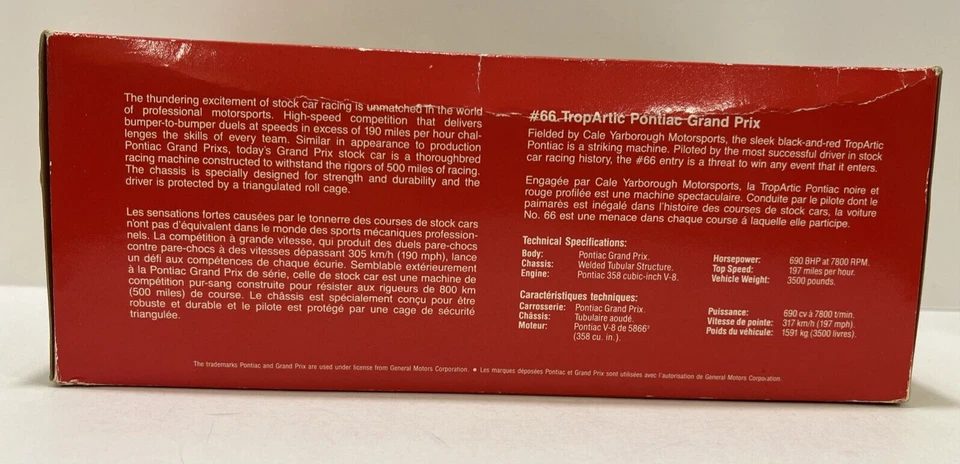 The thundering excitement of stock car racing is unmatched in the world
of professional motorsports. High-speed competition that delivers
bumper-to-bumper duels at speeds in excess of 190 miles per hour chal-
lenges the skills of every team. Similar in appearance to production
Pontiac Grand Prixs, today's Grand Prix stock car is a thoroughbred
racing machine constructed to withstand the rigors of 500 miles of racing.
The chassis is specially designed for strength and durability and the
driver is protected by a triangulated roll cage.
Les sensations fortes causées par le tonnerre des courses de stock cars
n'ont pas d'équivalent dans le monde des sports mécaniques profession-
nels. La compétition à grande vitesse, qui produit des duels pare-chocs
contre pare-chocs à des vitesses dépassant 305 km/h (190 mph), lance
un défi aux compétences de chaque écurie. Semblable extérieurement
à la Pontiac Grand Prix de série, celle de stock car est une machine de
compétition pur-sang construite pour résister aux rigueurs de 800 km
(500 miles) de course. Le châssis est spécialement conçu pour être
robuste et durable et le pilote est protégé par une cage de sécurité
triangulée.
#66 TropArtic Pontiac Grand Prix
Fielded by Cale Yarborough Motorsports, the sleek black-and-red TropArtic
Pontiac is a striking machine. Piloted by the most successful driver in stock
car racing history, the #66 entry is a threat to win any event that it enters.
Engagée par Cale Yarborough Motorsports, la TropArtic Pontiac noire et
rouge profilée est une machine spectaculaire. Conduite par le pilote dont le
palmarès est inégalé dans l'histoire des courses de stock cars, la voiture
No. 66 est une menace dans chaque course à laquelle elle participe.
Technical Specifications:
Body: Pontiac Grand Prix.
Chassis: Welded Tubular Structure.
Engine: Pontiac 358 cubic-inch V-8.
Horsepower: 690 BHP at 7800 RPM.
Top Speed: 197 miles per hour.
Vehicle Weight: 3500 pounds.
Caractéristiques techniques:
Carrosserie: Pontiac Grand Prix.
Châssis: Tubulaire aoudé.
Moteur: Pontiac V-8 de 5866³
(358 cu. in.).
Puissance: 690 cv à 7800 t/min.
Vitesse de pointe: 317 km/h (197 mph).
Poids du véhicule: 1591 kg (3500 livres).
The trademarks Pontiac and Grand Prix are used under license from General Motors Corporation. • Les marques déposées Pontiac et Grand Prix sont utilisées avec l'autorisation de General Motors Corporation.